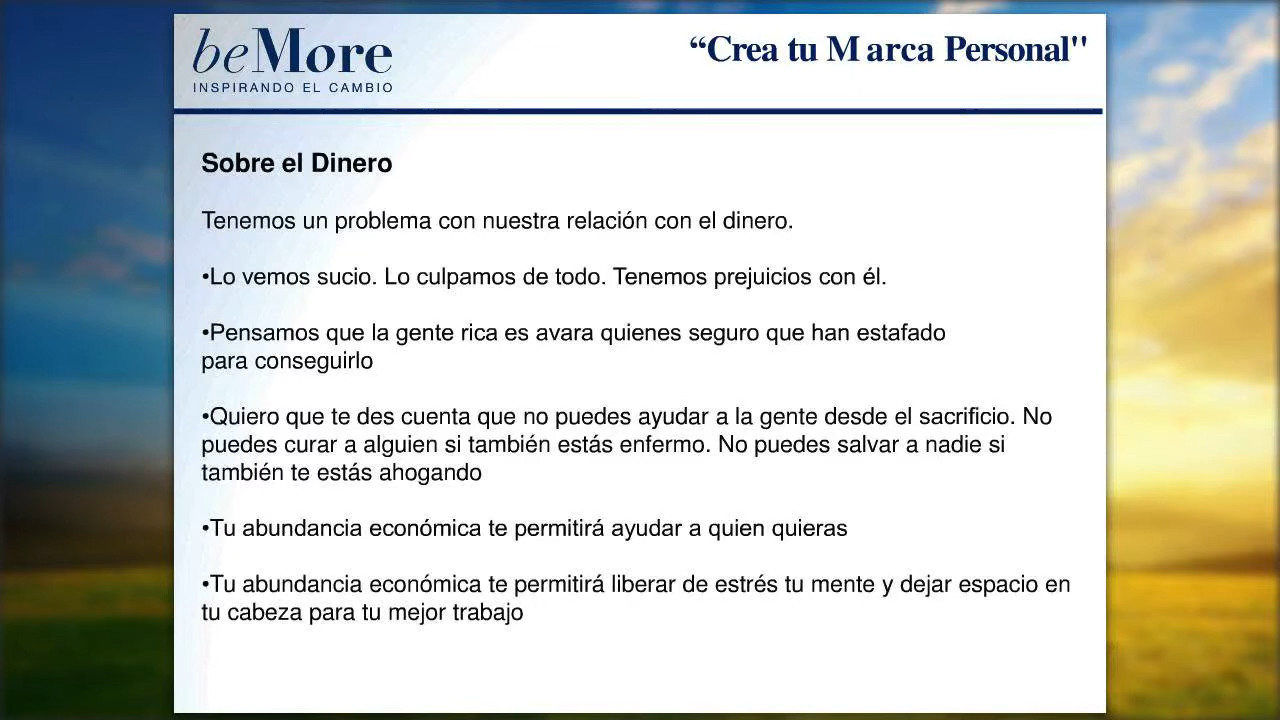 beMore
INSPIRANDO EL CAMBIO
“Crea tu Marca Personal"
Sobre el Dinero
Tenemos un problema con nuestra relación con el dinero.
•Lo vemos sucio. Lo culpamos de todo. Tenemos prejuicios con él.
•Pensamos que la gente rica es avara quienes seguro que han estafado
para conseguirlo
•Quiero que te des cuenta que no puedes ayudar a la gente desde el sacrificio. No
puedes curar a alguien si también estás enfermo. No puedes salvar a nadie si
también te estás ahogando
•Tu abundancia económica te permitirá ayudar a quien quieras
•Tu abundancia económica te permitirá liberar de estrés tu mente y dejar espacio en
tu cabeza para tu mejor trabajo